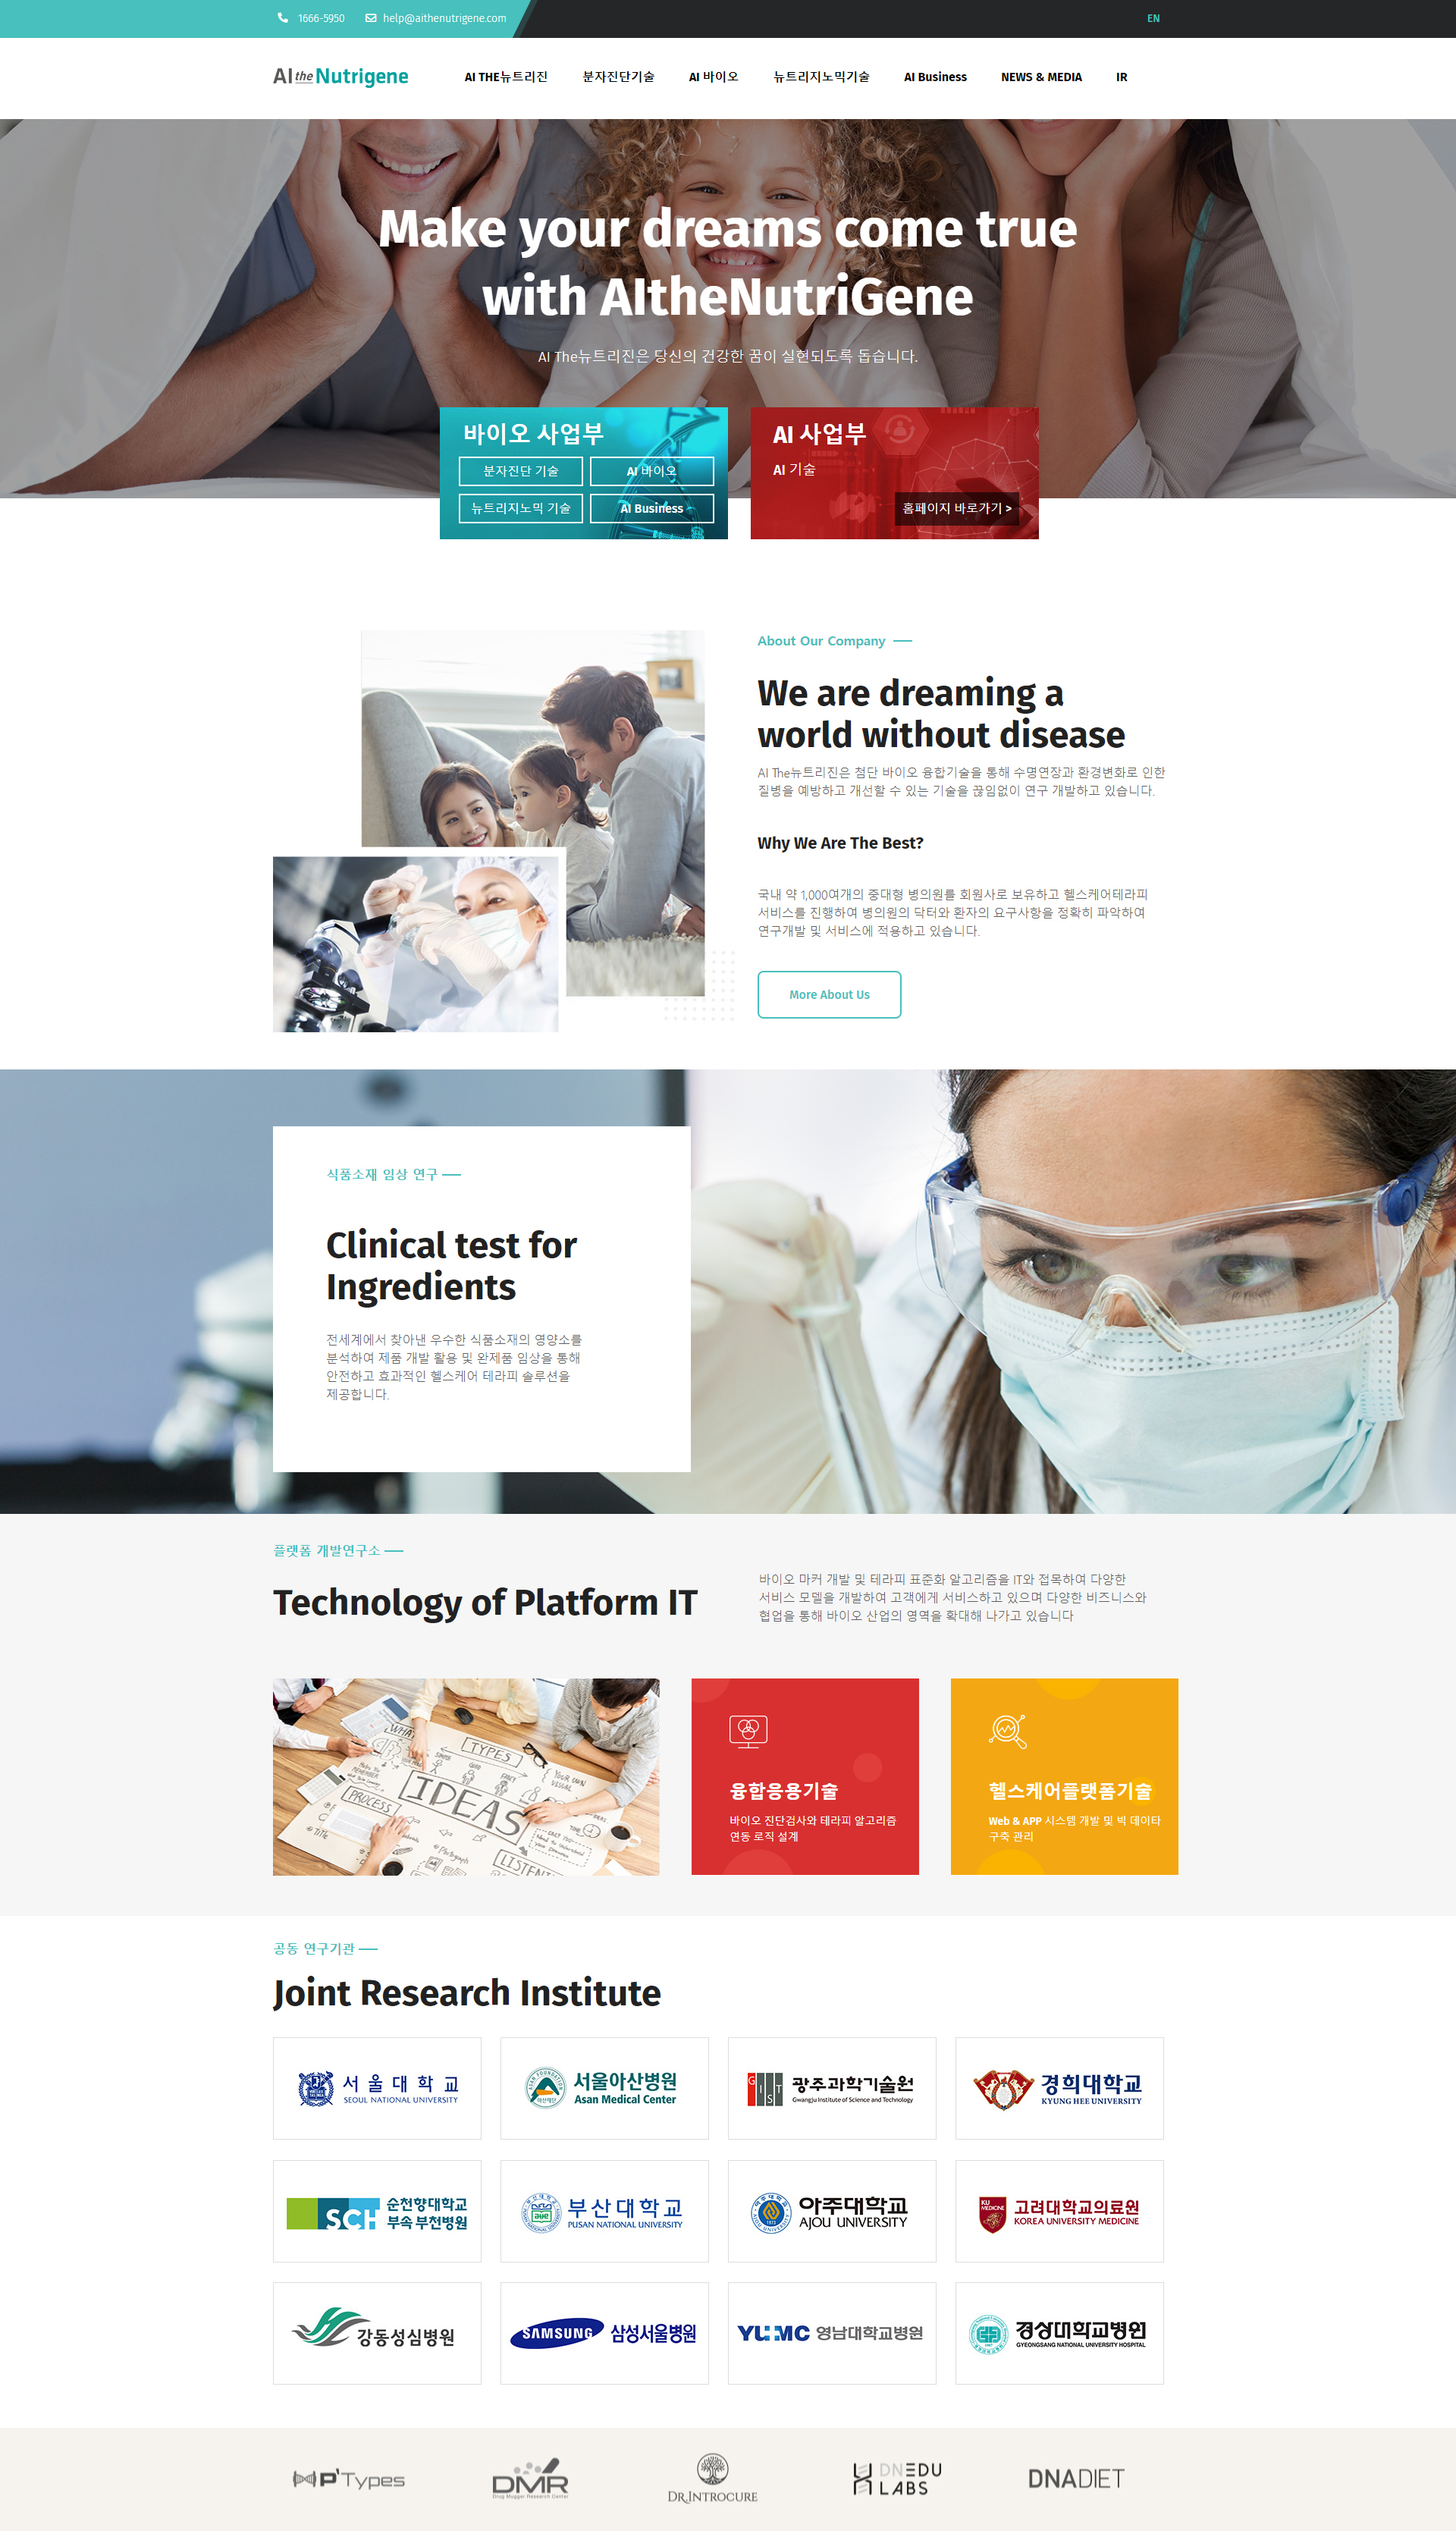 1666-5950 help@aithenutrigene.com EN
AI the Nutrigene AI THE뉴트리진 분자진단기술 AI 바이오 뉴트리지노믹기술 AI Business NEWS & MEDIA IR
Make your dreams come true
with AItheNutriGene
AI The뉴트리진은 당신의 건강한 꿈이 실현되도록 돕습니다.
바이오 사업부
분자진단 기술 AI 바이오
뉴트리지노믹 기술 AI Business
AI 사업부
AI 기술
홈페이지 바로가기 >
About Our Company
We are dreaming a
world without disease
AI The뉴트리진은 첨단 바이오 융합기술을 통해 수명연장과 환경변화로 인한
질병을 예방하고 개선할 수 있는 기술을 끊임없이 연구 개발하고 있습니다.
Why We Are The Best?
국내 약 1,000여개의 중대형 병의원를 회원사로 보유하고 헬스케어테라피
서비스를 진행하여 병의원의 닥터와 환자의 요구사항을 정확히 파악하여
연구개발 및 서비스에 적용하고 있습니다.
More About Us
식품소재 임상 연구
Clinical test for
Ingredients
전세계에서 찾아낸 우수한 식품소재의 영양소를
분석하여 제품 개발 활용 및 완제품 임상을 통해
안전하고 효과적인 헬스케어 테라피 솔루션을
제공합니다.
플랫폼 개발연구소
Technology of Platform IT
바이오 마커 개발 및 테라피 표준화 알고리즘을 IT와 접목하여 다양한
서비스 모델을 개발하여 고객에게 서비스하고 있으며 다양한 비즈니스와
협업을 통해 바이오 산업의 영역을 확대해 나가고 있습니다
WHAT
TYPES
IDEAS
PROCESS
LISTEN
융합응용기술
바이오 진단검사와 테라피 알고리즘
연동 로직 설계
헬스케어플랫폼기술
Web & APP 시스템 개발 및 빅 데이타
구축 관리
공동 연구기관
Joint Research Institute
서울대학교
SEOUL NATIONAL UNIVERSITY
서울아산병원
Asan Medical Center
GIST
광주과학기술원
Gwangju Institute of Science and Technology
경희대학교
KYUNG HEE UNIVERSITY
SCH
순천향대학교
부속 부천병원
부산대학교
PUSAN NATIONAL UNIVERSITY
아주대학교
AJOU UNIVERSITY
KU MEDICINE
고려대학교의료원
KOREA UNIVERSITY MEDICINE
강동성심병원
SAMSUNG 삼성서울병원
YUMC 영남대학교병원
경상대학교병원
GYEONGSANG NATIONAL UNIVERSITY HOSPITAL
P'Types
DMR
Drug Mugger Research Center
DR.INTROCURE
DNEDU
LABS
DNADIET